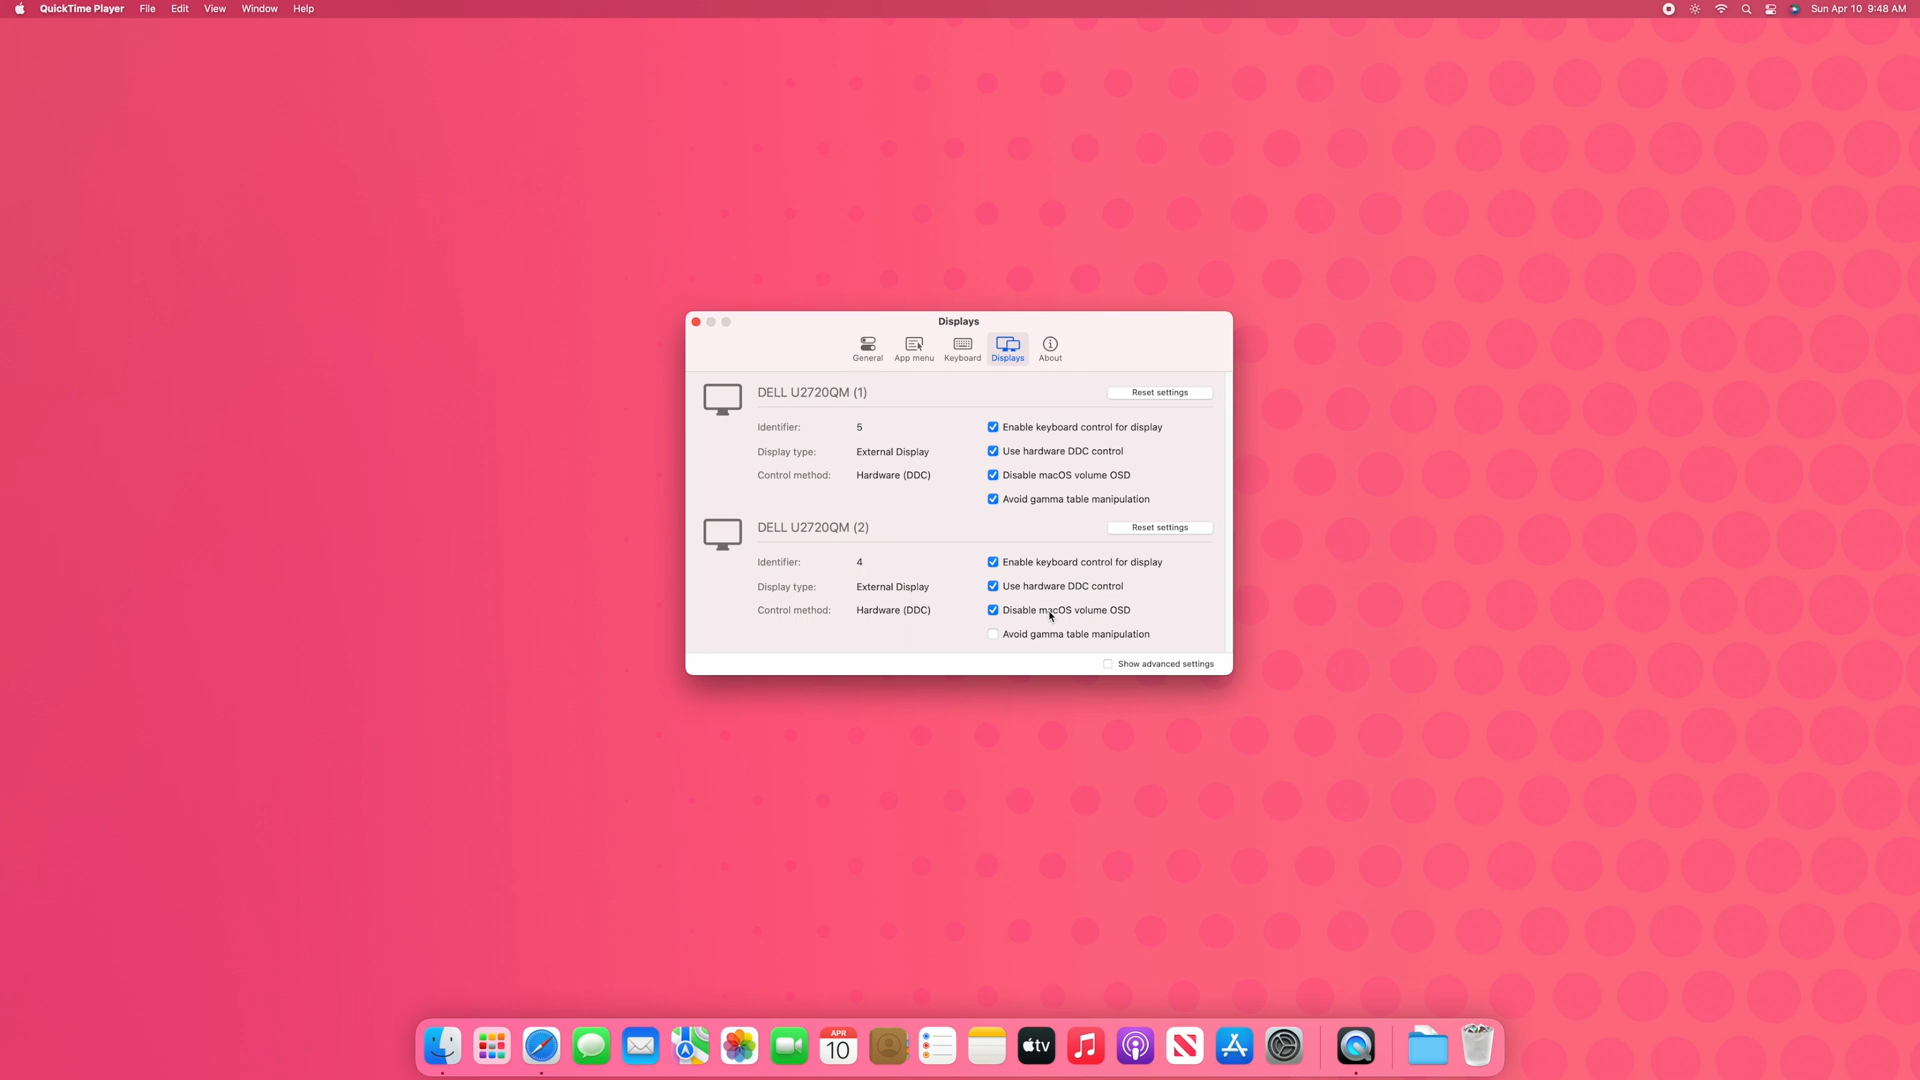 QuickTime Player File Edit View Window Help Sun Apr 10 9:48 AM
Displays
General App menu Keyboard Displays About
DELL U2720QM (1) Reset settings
Identifier: 5 Enable keyboard control for display
Display type: External Display Use hardware DDC control
Control method: Hardware (DDC) Disable macOS volume OSD
Avoid gamma table manipulation
DELL U2720QM (2) Reset settings
Identifier: 4 Enable keyboard control for display
Display type: External Display Use hardware DDC control
Control method: Hardware (DDC) Disable macOS volume OSD
Avoid gamma table manipulation
Show advanced settings
APR
10
tv